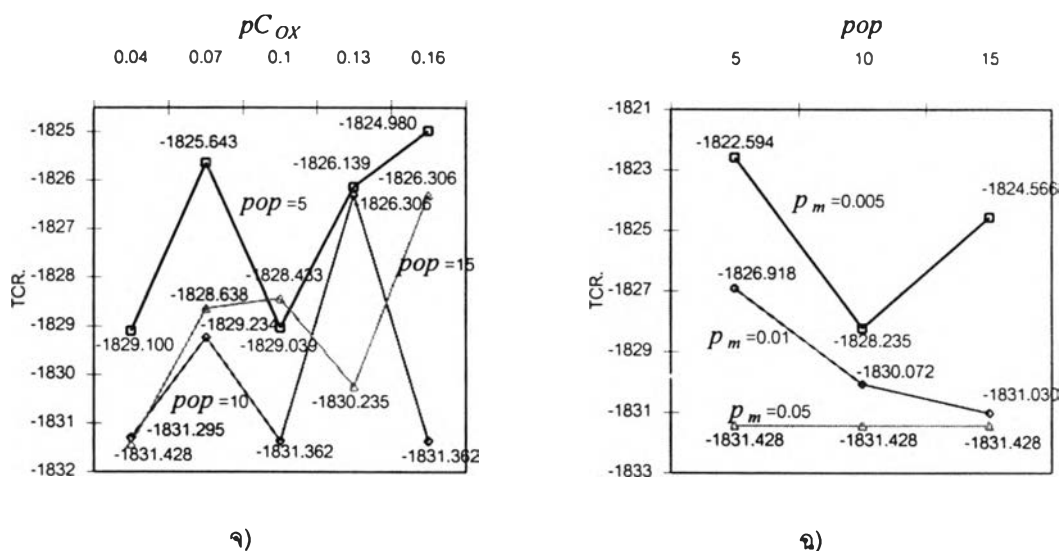 pC OX
0.04 0.07 0.1 0.13 0.16
TCR.
-1825
-1826
-1827
-1828
-1829
-1830
-1831
-1832
-1824.980
-1825.643
-1826.139
-1826.306
-1826.306
pop =5
pop =15
-1828.433
-1828.638
-1829.234
-1829.100
-1829.039
-1830.235
pop =10
-1831.295
-1831.428
-1831.362
-1831.362
จ)
pop
5 10 15
TCR.
-1821
-1823
-1825
-1827
-1829
-1831
-1833
-1822.594
-1824.566
p m =0.005
-1826.918
p m =0.01
-1828.235
-1830.072
-1831.030
p m =0.05
-1831.428 -1831.428 -1831.428
ฉ)